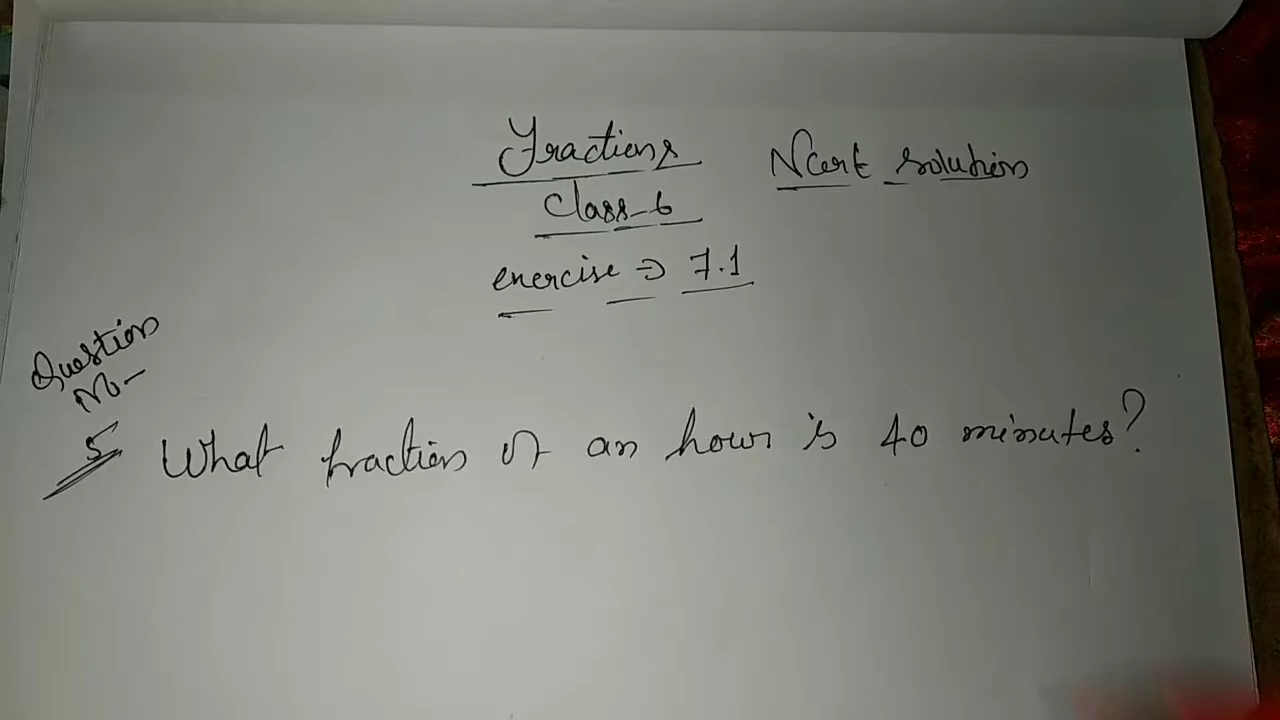 Fractions Ncert solution
Class-6
exercise => 7.1
Question
No-
5 What fraction of an hour is 40 minutes?